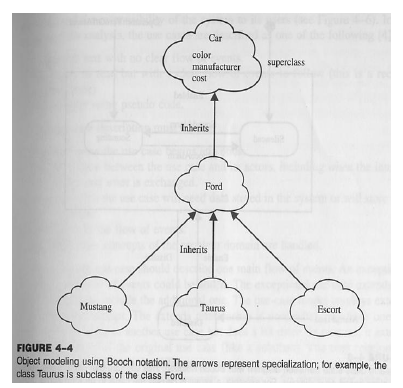 Car
color
manufacturer
cost
superclass
Inherits
Ford
Inherits
Mustang
Taurus
Escort
FIGURE 4-4
Object modeling using Booch notation. The arrows represent specialization; for example, the
class Taurus is subclass of the class Ford.